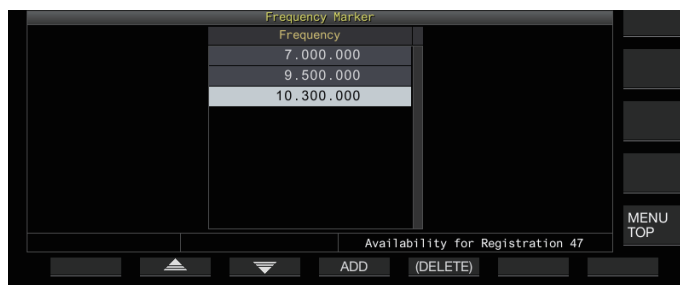 Frequency Marker
Frequency
7.000.000
9.500.000
10.300.000
MENU
TOP
Availability for Registration 47
ADD (DELETE)